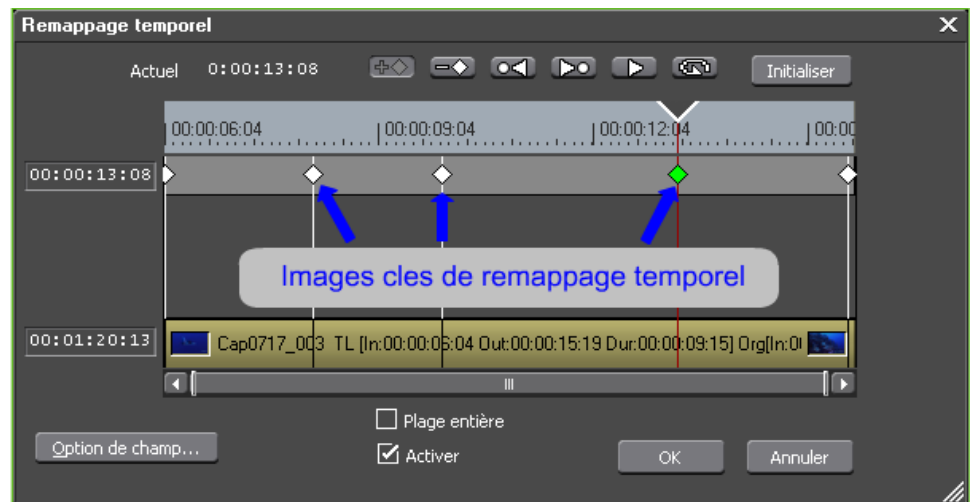 Remappage temporel
Actuel 0:00:13:08 Initialiser
00:00:06:04 00:00:09:04 00:00:12:04 00:00
00:00:13:08
Images cles de remappage temporel
00:01:20:13 Cap0717_003 TL [In:00:00:06:04 Out:00:00:15:19 Dur:00:00:09:15] Org[In:0
Plage entière
Option de champ... Activer OK Annuler